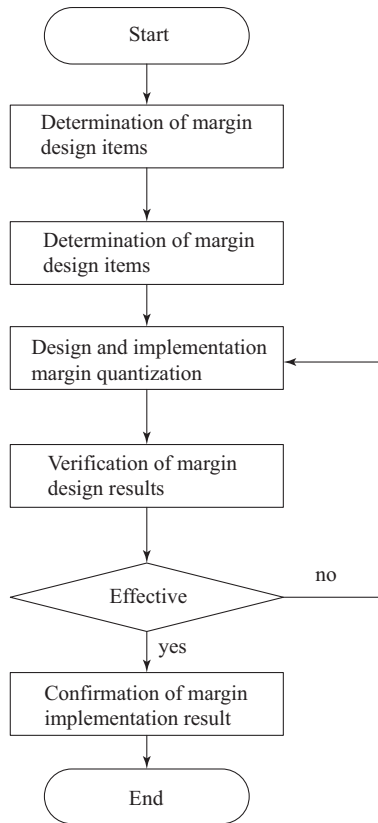 Start
Determination of margin
design items
Determination of margin
design items
Design and implementation
margin quantization
Verification of margin
design results
Effective
no
yes
Confirmation of margin
implementation result
End